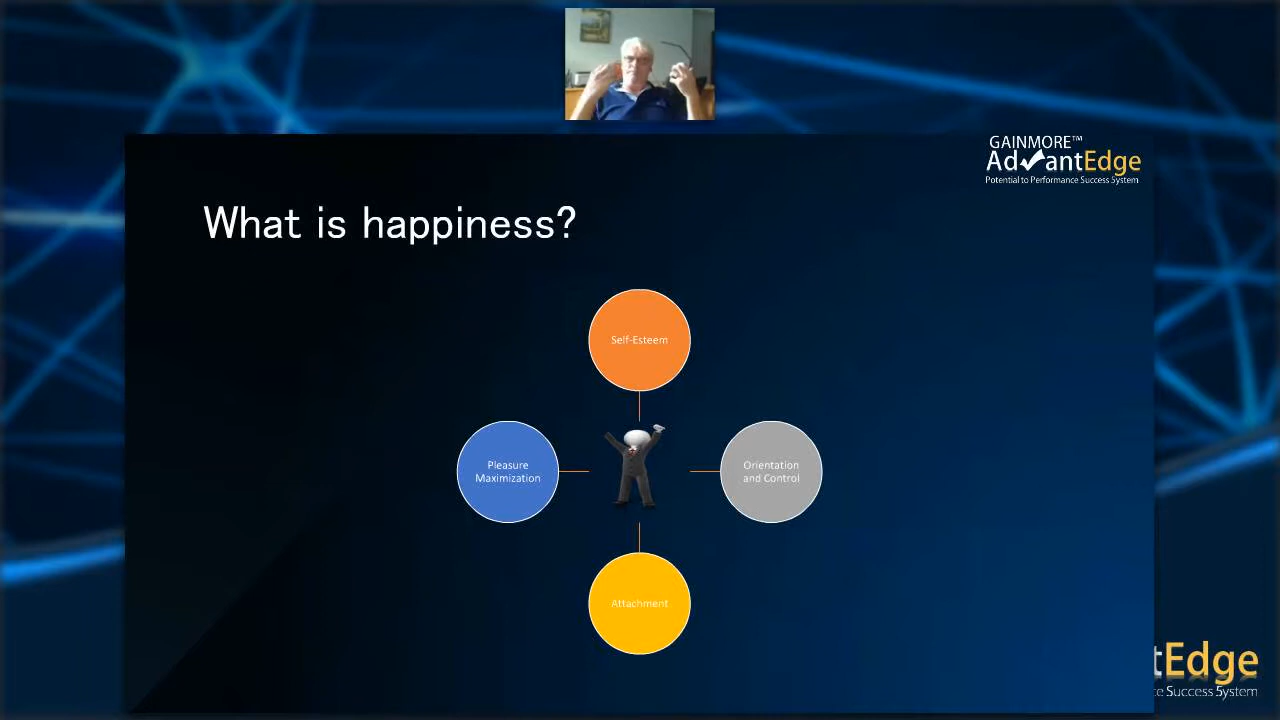 GAINMORE™
AdvantEdge
Potential to Performance Success System
What is happiness?
Self-Esteem
Pleasure
Maximization
Orientation
and Control
Attachment
tEdge
ce Success System